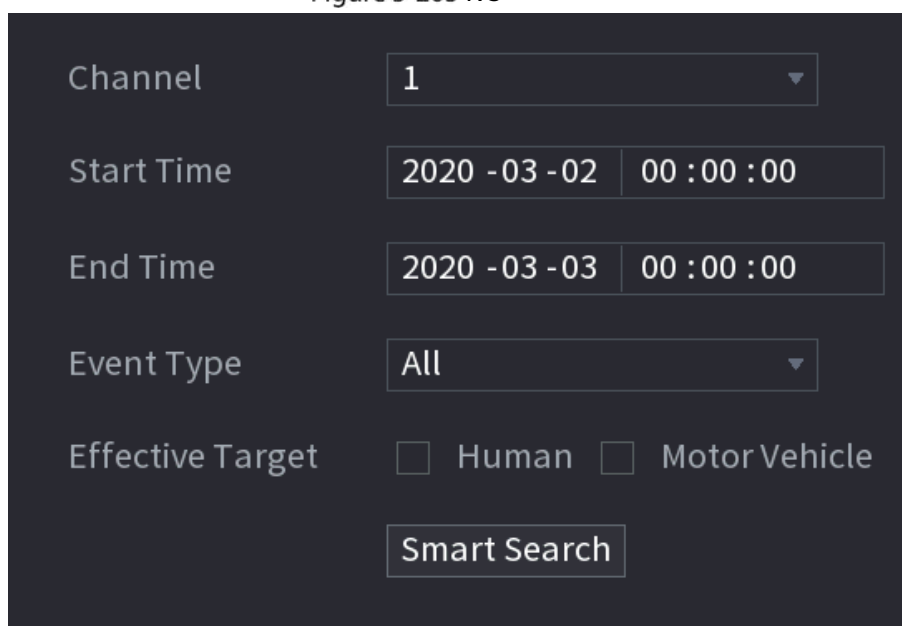 Channel 1
Start Time 2020 -03 -02 00 : 00 : 00
End Time 2020 -03 -03 00 : 00 : 00
Event Type All
Effective Target Human Motor Vehicle
Smart Search